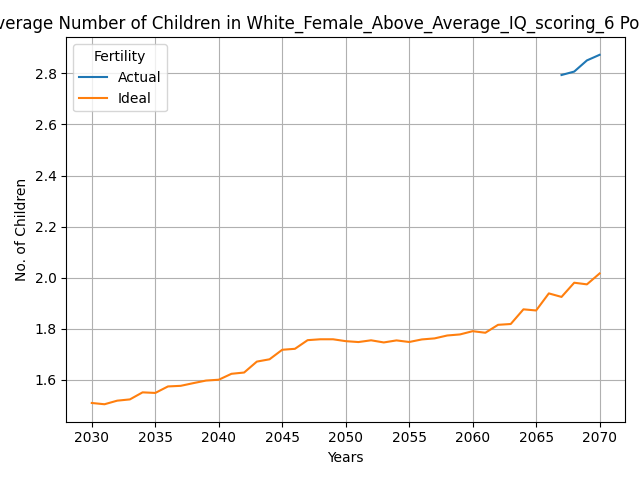 verage Number of Children in White_Female_Above_Average_IQ_scoring_6 Po
Fertility
Actual
Ideal
No. of Children
2.8
2.6
2.4
2.2
2.0
1.8
1.6
2030 2035 2040 2045 2050 2055 2060 2065 2070
Years